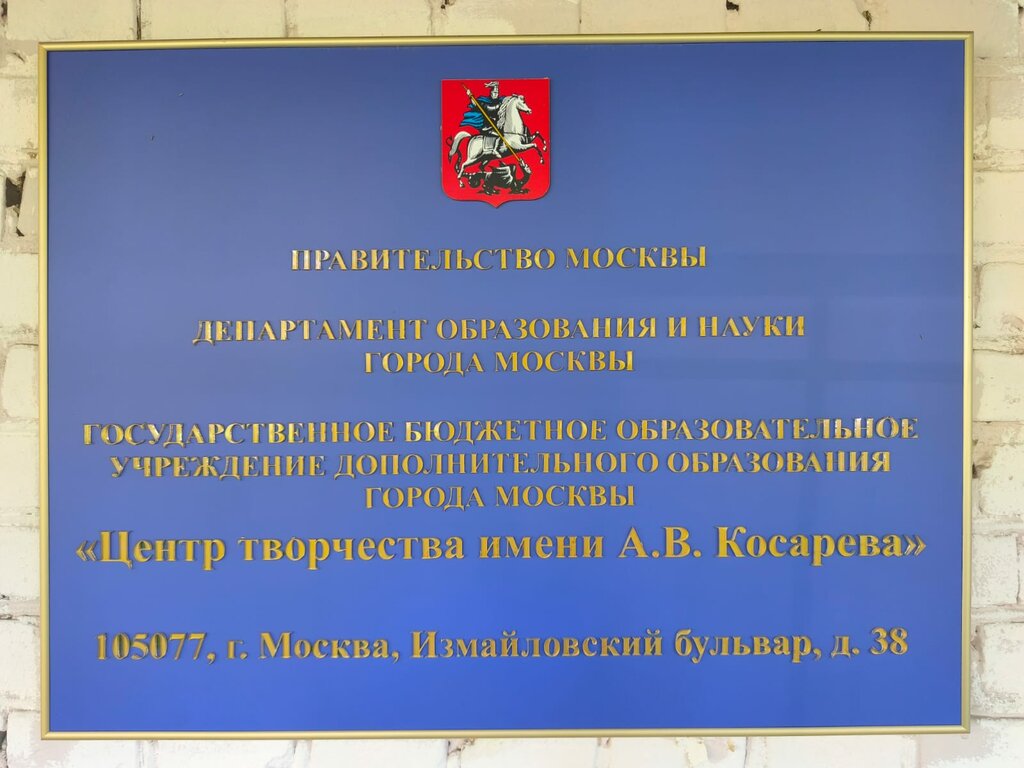 ПРАВИТЕЛЬСТВО МОСКВЫ
ДЕПАРТАМЕНТ ОБРАЗОВАНИЯ И НАУКИ
ГОРОДА МОСКВЫ
ГОСУДАРСТВЕННОЕ БЮДЖЕТНОЕ ОБРАЗОВАТЕЛЬНОЕ
УЧРЕЖДЕНИЕ ДОПОЛНИТЕЛЬНОГО ОБРАЗОВАНИЯ
ГОРОДА МОСКВЫ
«Центр творчества имени А.В. Косарева»
105077, г. Москва, Измайловский бульвар, д. 38